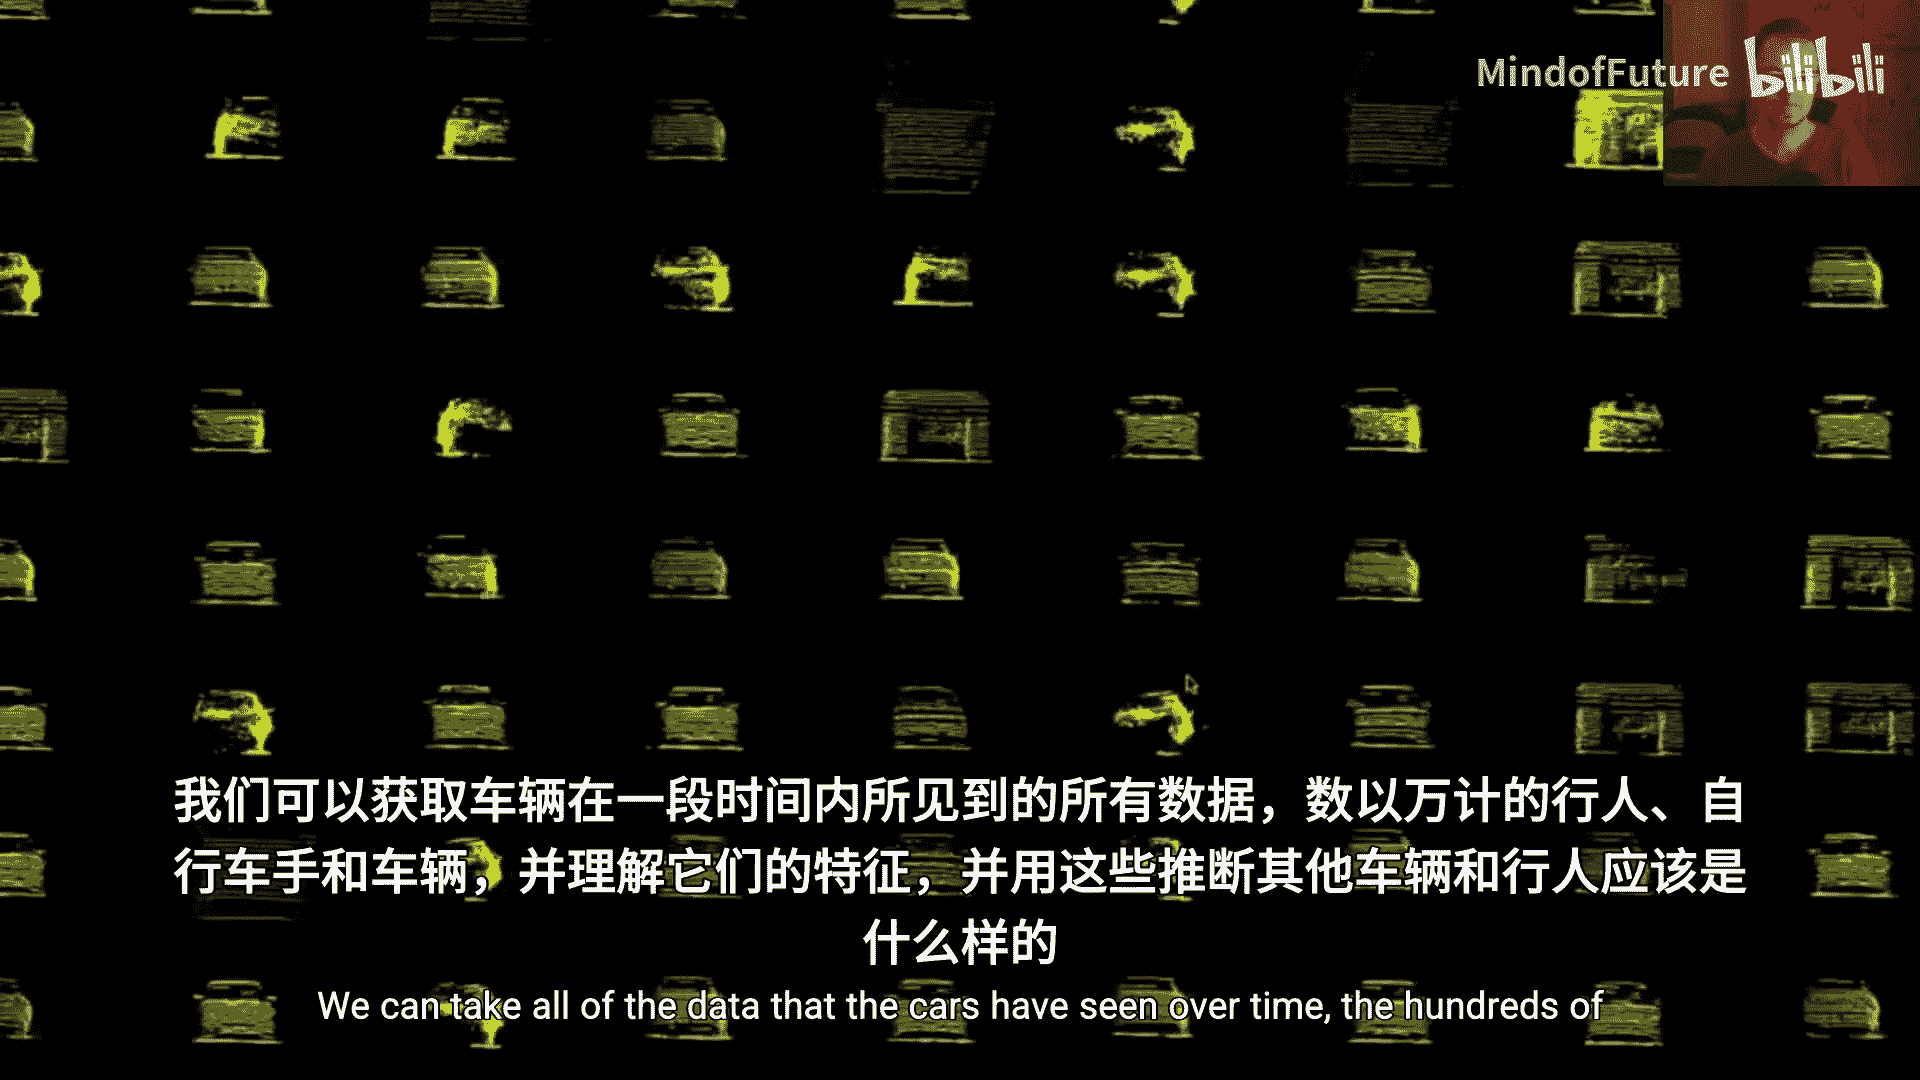 MindofFuture bilibili
我们可以获取车辆在一段时间内所见到的所有数据，数以万计的行人、自
行车手和车辆，并理解它们的特征，并用这些推断其他车辆和行人应该是
什么样的
We can take all of the data that the cars have seen over time, the hundreds of